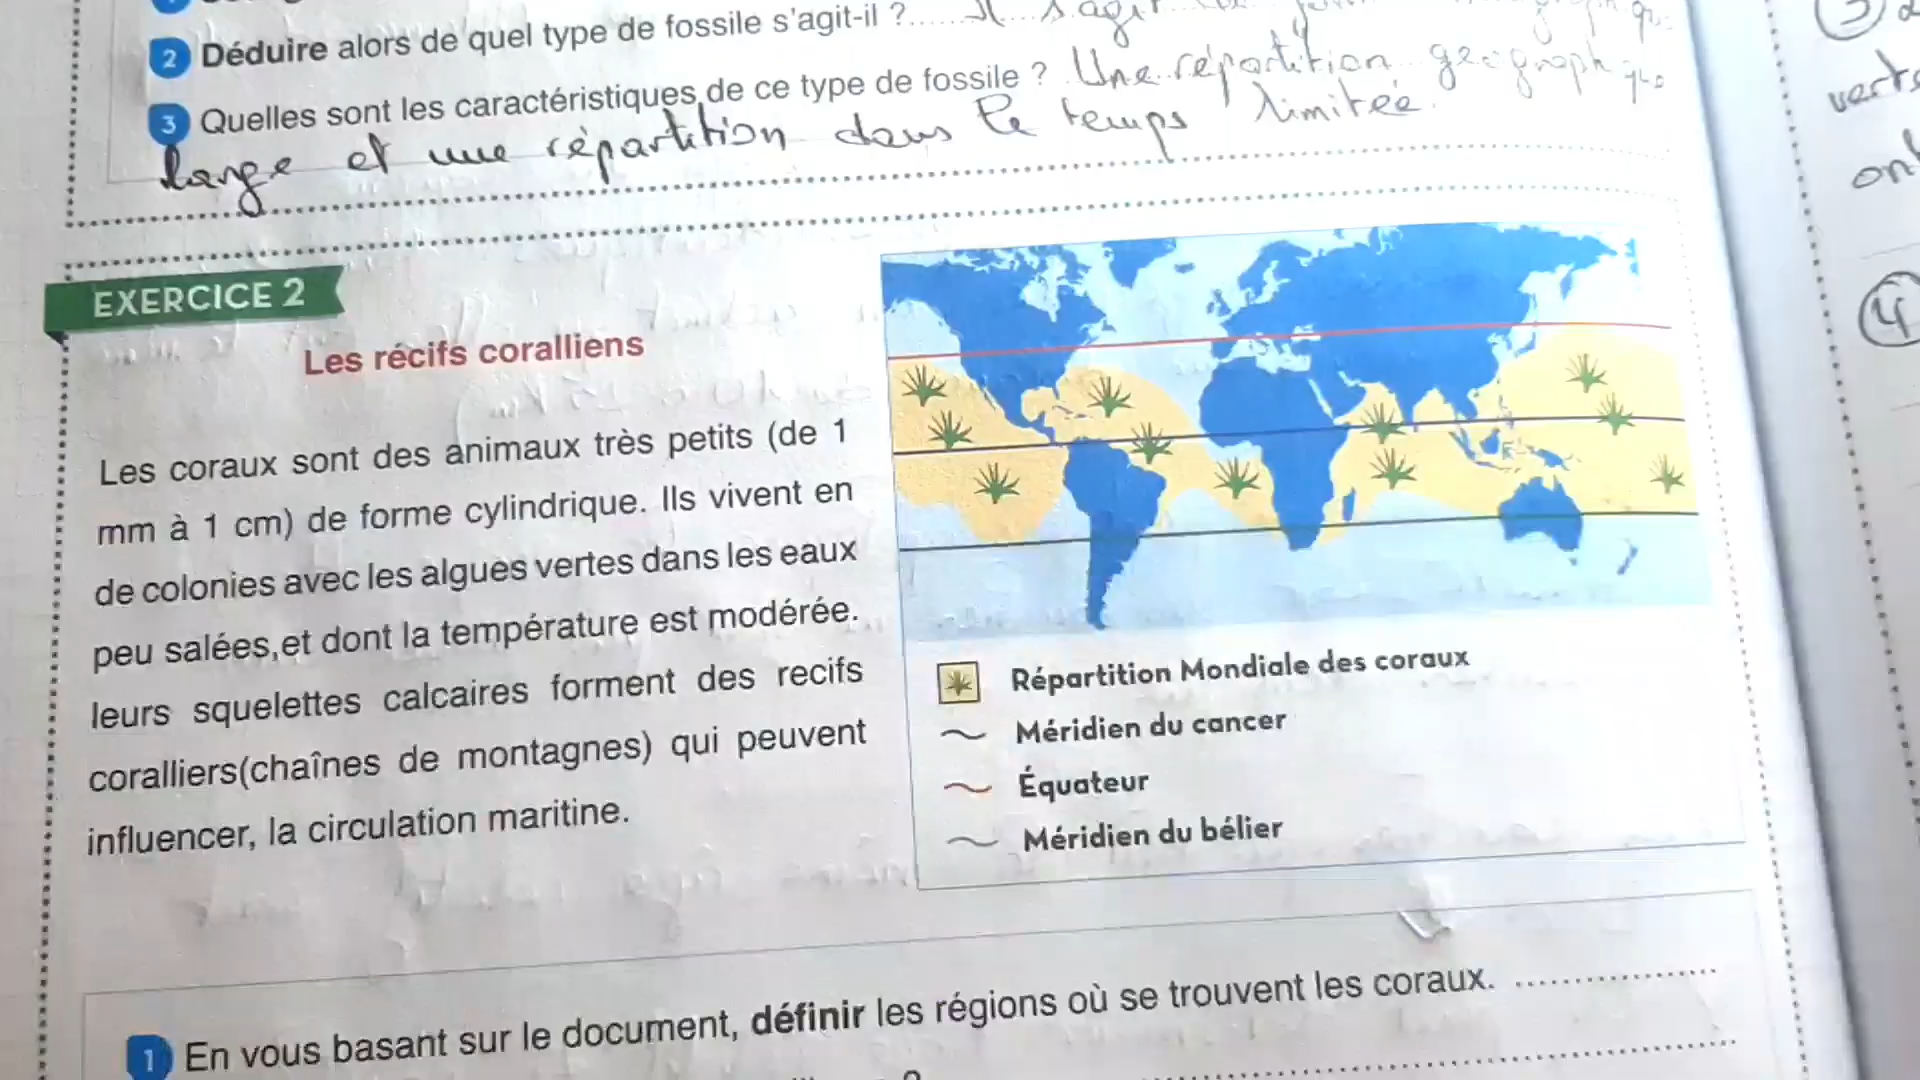 2 Déduire alors de quel type de fossile s'agit-il ?
3 Quelles sont les caractéristiques de ce type de fossile ? Une répartition géographique
large et une répartition dans le temps limitée.
EXERCICE 2
Les récifs coralliens
Les coraux sont des animaux très petits (de 1
mm à 1 cm) de forme cylindrique. Ils vivent en
de colonies avec les algues vertes dans les eaux
peu salées,et dont la température est modérée.
leurs squelettes calcaires forment des recifs
coralliers(chaînes de montagnes) qui peuvent
influencer, la circulation maritine.
Répartition Mondiale des coraux
Méridien du cancer
Équateur
Méridien du bélier
1 En vous basant sur le document, définir les régions où se trouvent les coraux.
3
verts
4